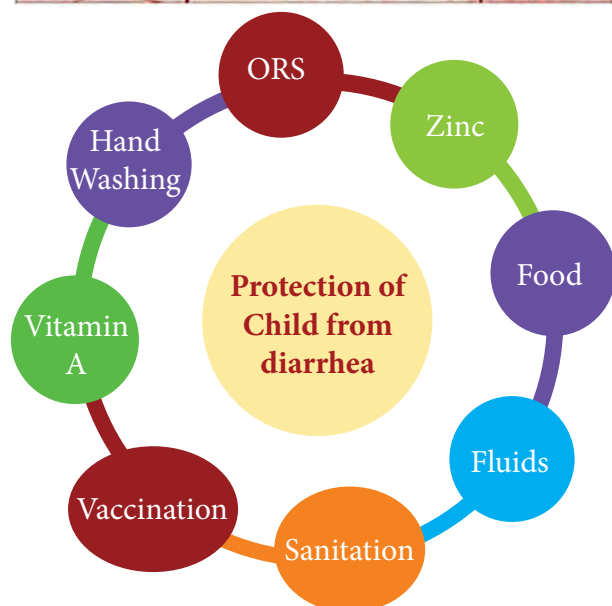 ORS
Zinc
Food
Fluids
Sanitation
Vaccination
Vitamin
A
Hand
Washing
Protection of
Child from
diarrhea